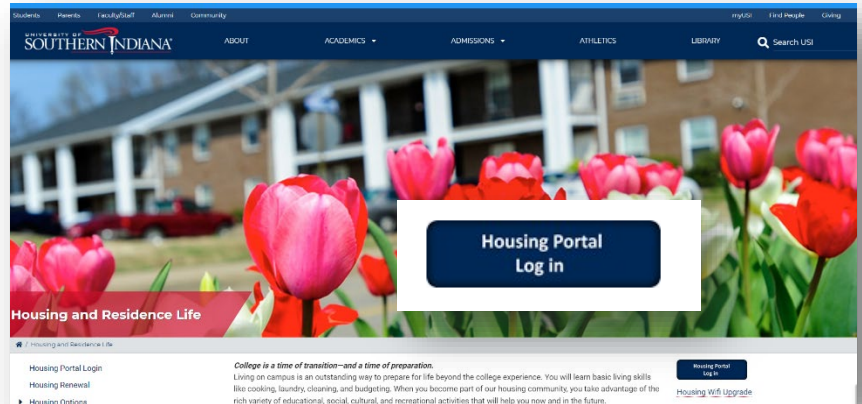 Students Parents Faculty/Staff Alumni Community myUSI Find People Giving
UNIVERSITY OF
SOUTHERN INDIANA
ABOUT ACADEMICS ADMISSIONS ATHLETICS LIBRARY Search USI
Housing Portal
Log in
Housing and Residence Life
/ Housing and Residence Life
Housing Portal Login
Housing Renewal
Housing Options
College is a time of transition—and a time of preparation.
Living on campus is an outstanding way to prepare for life beyond the college experience. You will learn basic living skills
like cooking, laundry, cleaning, and budgeting. When you become part of our housing community, you take advantage of the
rich variety of educational, social, cultural, and recreational activities that will help you now and in the future.
Housing Portal
Log in
Housing Wifi Upgrade